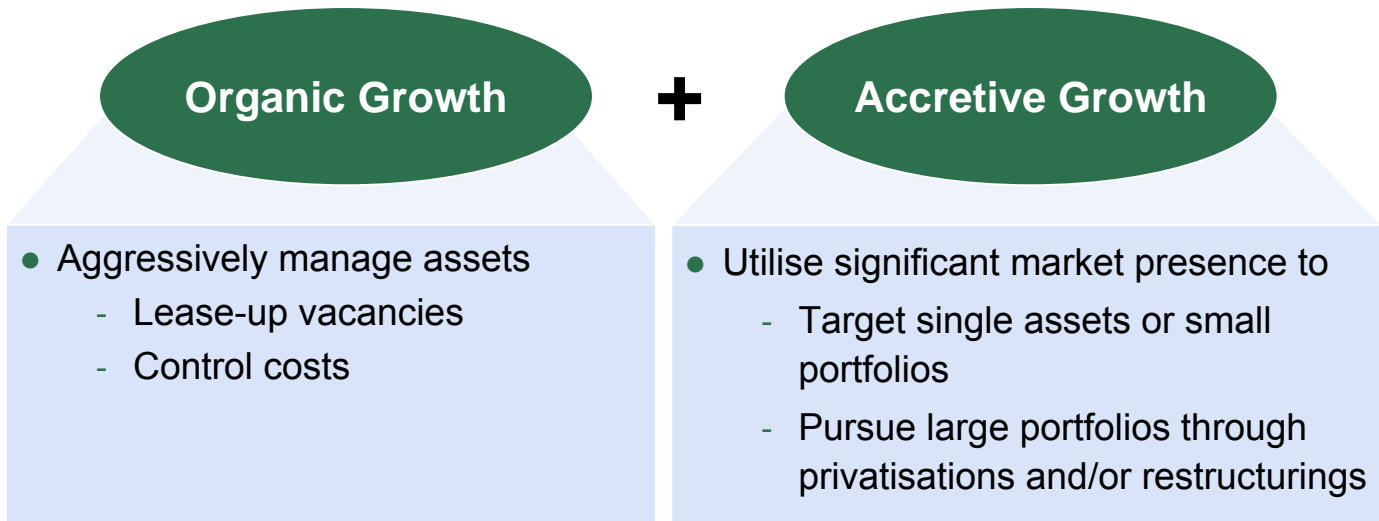 Organic Growth
+
Accretive Growth
● Aggressively manage assets
- Lease-up vacancies
- Control costs
● Utilise significant market presence to
- Target single assets or small
portfolios
- Pursue large portfolios through
privatisations and/or restructurings